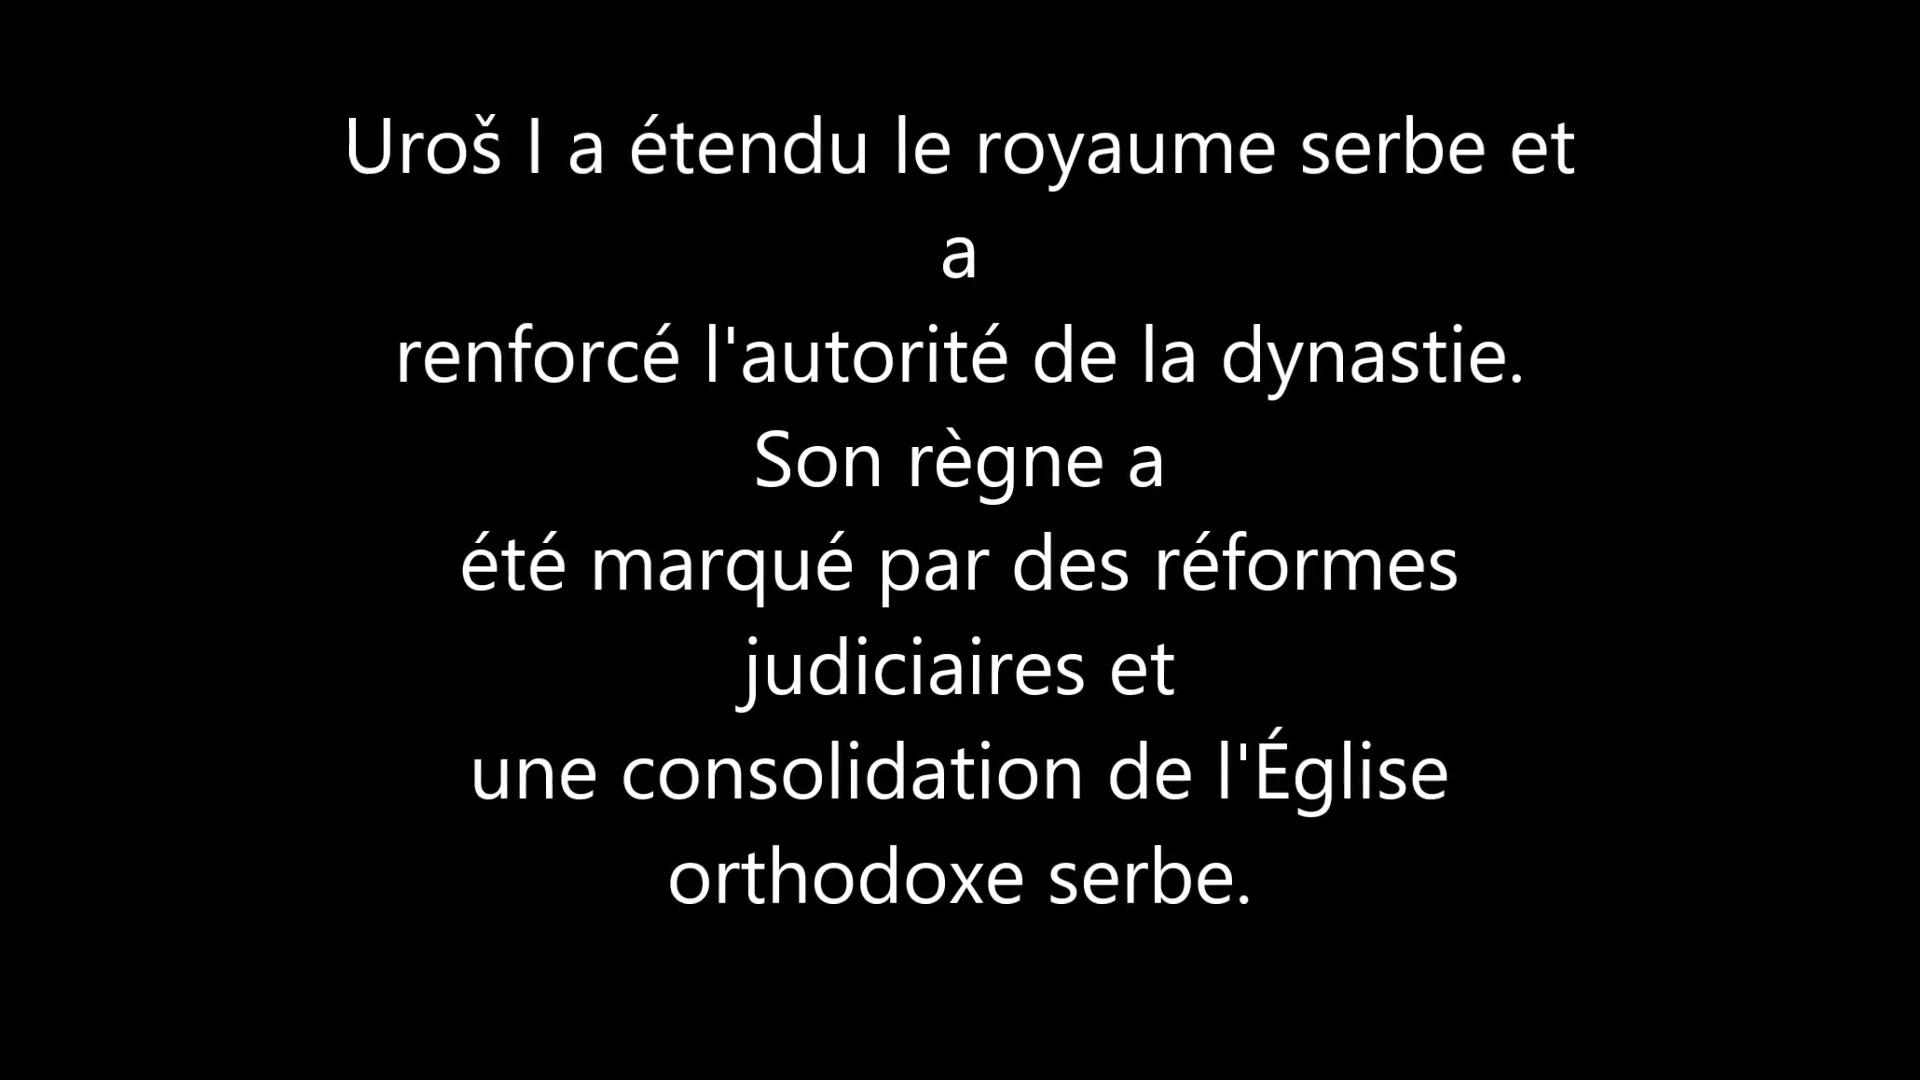 Uroš I a étendu le royaume serbe et
a
renforcé l'autorité de la dynastie.
Son règne a
été marqué par des réformes
judiciaires et
une consolidation de l'Église
orthodoxe serbe.